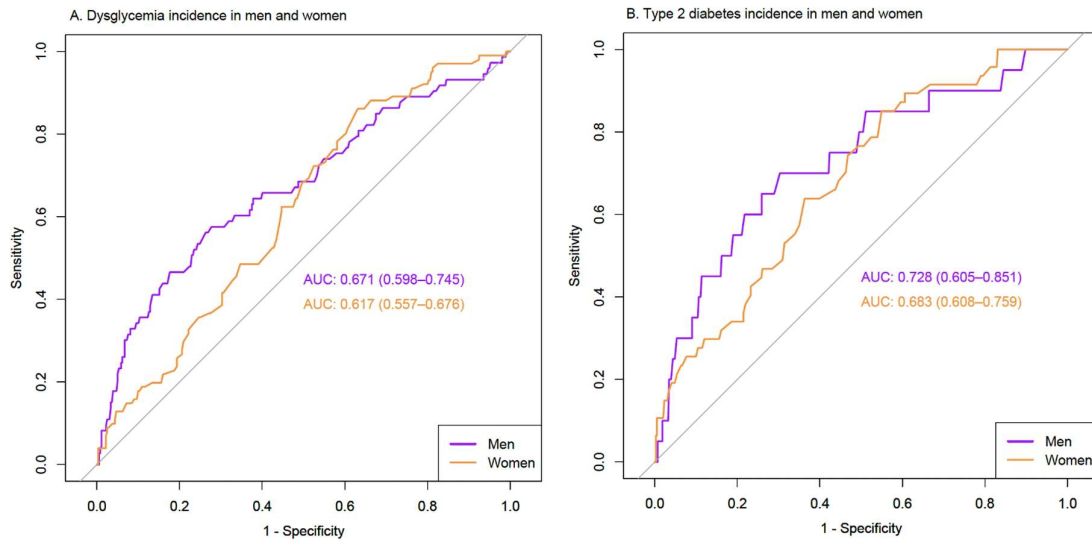 A. Dysglycemia incidence in men and women
1.0
0.8
0.6
0.4
0.2
0.0
Sensitivity
AUC: 0.671 (0.598–0.745)
AUC: 0.617 (0.557–0.676)
Men
Women
0.0 0.2 0.4 0.6 0.8 1.0
1 - Specificity
B. Type 2 diabetes incidence in men and women
1.0
0.8
0.6
0.4
0.2
0.0
Sensitivity
AUC: 0.728 (0.605–0.851)
AUC: 0.683 (0.608–0.759)
Men
Women
0.0 0.2 0.4 0.6 0.8 1.0
1 - Specificity